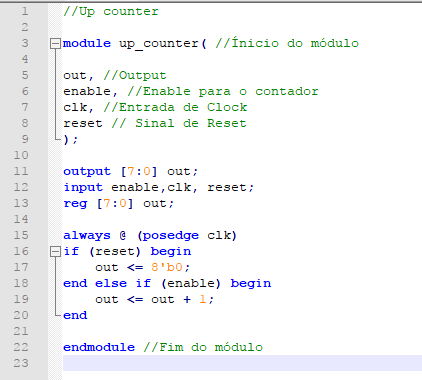 1 //Up counter
2
3 module up_counter( //Ínicio do módulo
4
5 out, //Output
6 enable, //Enable para o contador
7 clk, //Entrada de Clock
8 reset // Sinal de Reset
9 );
10
11 output [7:0] out;
12 input enable,clk, reset;
13 reg [7:0] out;
14
15 always @ (posedge clk)
16 if (reset) begin
17     out <= 8'b0;
18 end else if (enable) begin
19     out <= out + 1;
20 end
21
22 endmodule //Fim do módulo
23